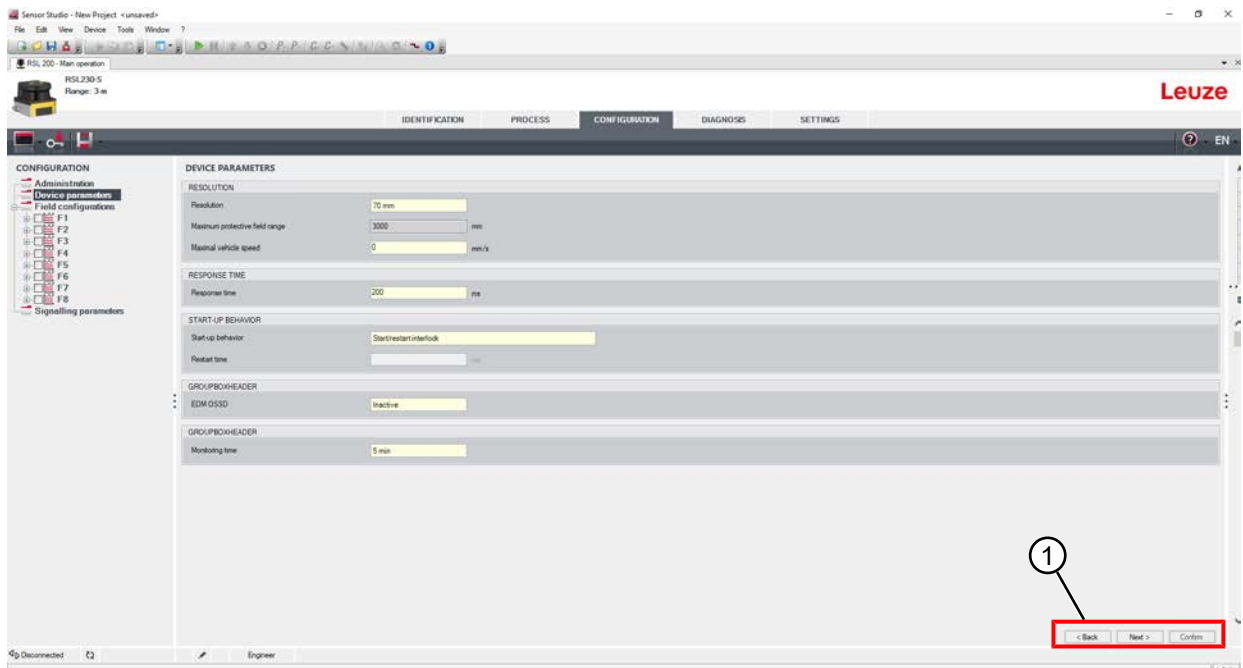 Sensor Studio - New Project <unsaved>
File Edit View Device Tools Window ?
RSL 200 - Main operation
RSL230-S
Range: 3 m
Leuze
IDENTIFICATION PROCESS CONFIGURATION DIAGNOSIS SETTINGS
EN
CONFIGURATION
Administration
Device parameters
Field configurations
F1
F2
F3
F4
F5
F6
F7
F8
Signalling parameters
DEVICE PARAMETERS
RESOLUTION
Resolution 70 mm
Maximum protective field range 3000 mm
Maximal vehicle speed 0 mm/s
RESPONSE TIME
Response time 200 ms
START-UP BEHAVIOR
Start-up behavior Start/restart interlock
Restart time
GROUPBOXHEADER
EDM OSSD Inactive
GROUPBOXHEADER
Monitoring time 5 min
1
< Back Next > Confirm
Disconnected Engineer